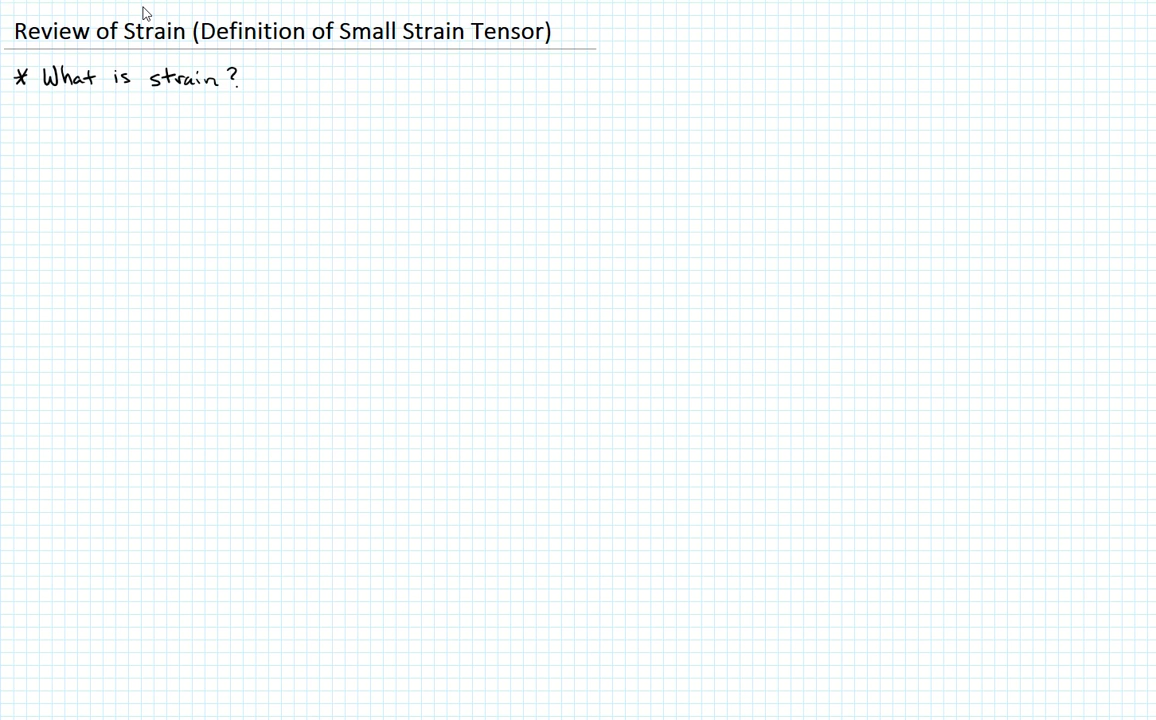 Review of Strain (Definition of Small Strain Tensor)
* What is strain?